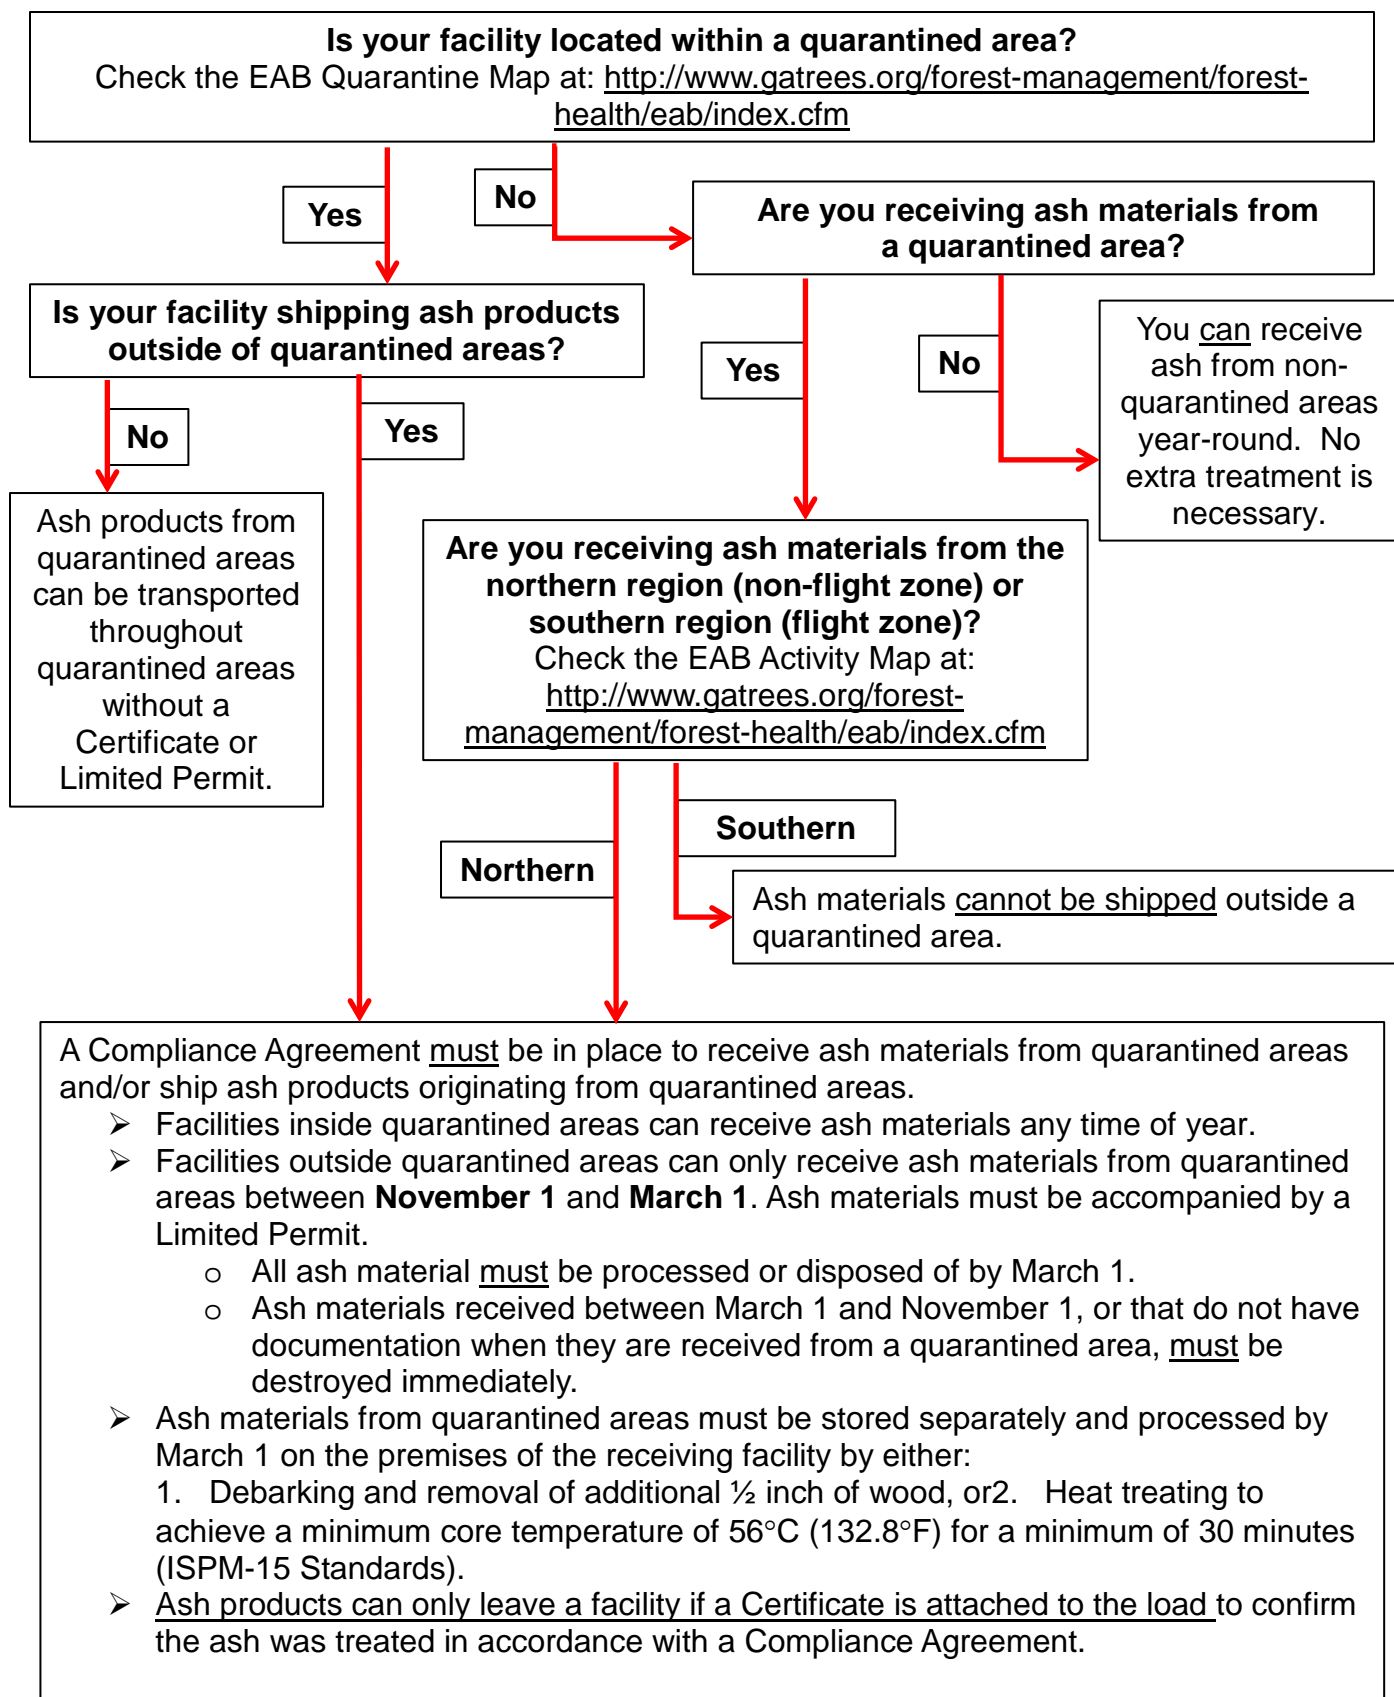 Is your facility located within a quarantined area?
Check the EAB Quarantine Map at: http://www.gatrees.org/forest-management/forest-
health/eab/index.cfm
Yes
No
Are you receiving ash materials from
a quarantined area?
Is your facility shipping ash products
outside of quarantined areas?
No
Yes
Yes
No
You can receive
ash from non-
quarantined areas
year-round. No
extra treatment is
necessary.
Ash products from
quarantined areas
can be transported
throughout
quarantined areas
without a
Certificate or
Limited Permit.
Are you receiving ash materials from the
northern region (non-flight zone) or
southern region (flight zone)?
Check the EAB Activity Map at:
http://www.gatrees.org/forest-
management/forest-health/eab/index.cfm
Northern
Southern
Ash materials cannot be shipped outside a
quarantined area.
A Compliance Agreement must be in place to receive ash materials from quarantined areas
and/or ship ash products originating from quarantined areas.
➢ Facilities inside quarantined areas can receive ash materials any time of year.
➢ Facilities outside quarantined areas can only receive ash materials from quarantined
areas between November 1 and March 1. Ash materials must be accompanied by a
Limited Permit.
o All ash material must be processed or disposed of by March 1.
o Ash materials received between March 1 and November 1, or that do not have
documentation when they are received from a quarantined area, must be
destroyed immediately.
➢ Ash materials from quarantined areas must be stored separately and processed by
March 1 on the premises of the receiving facility by either:
1. Debarking and removal of additional ½ inch of wood, or2. Heat treating to
achieve a minimum core temperature of 56°C (132.8°F) for a minimum of 30 minutes
(ISPM-15 Standards).
➢ Ash products can only leave a facility if a Certificate is attached to the load to confirm
the ash was treated in accordance with a Compliance Agreement.